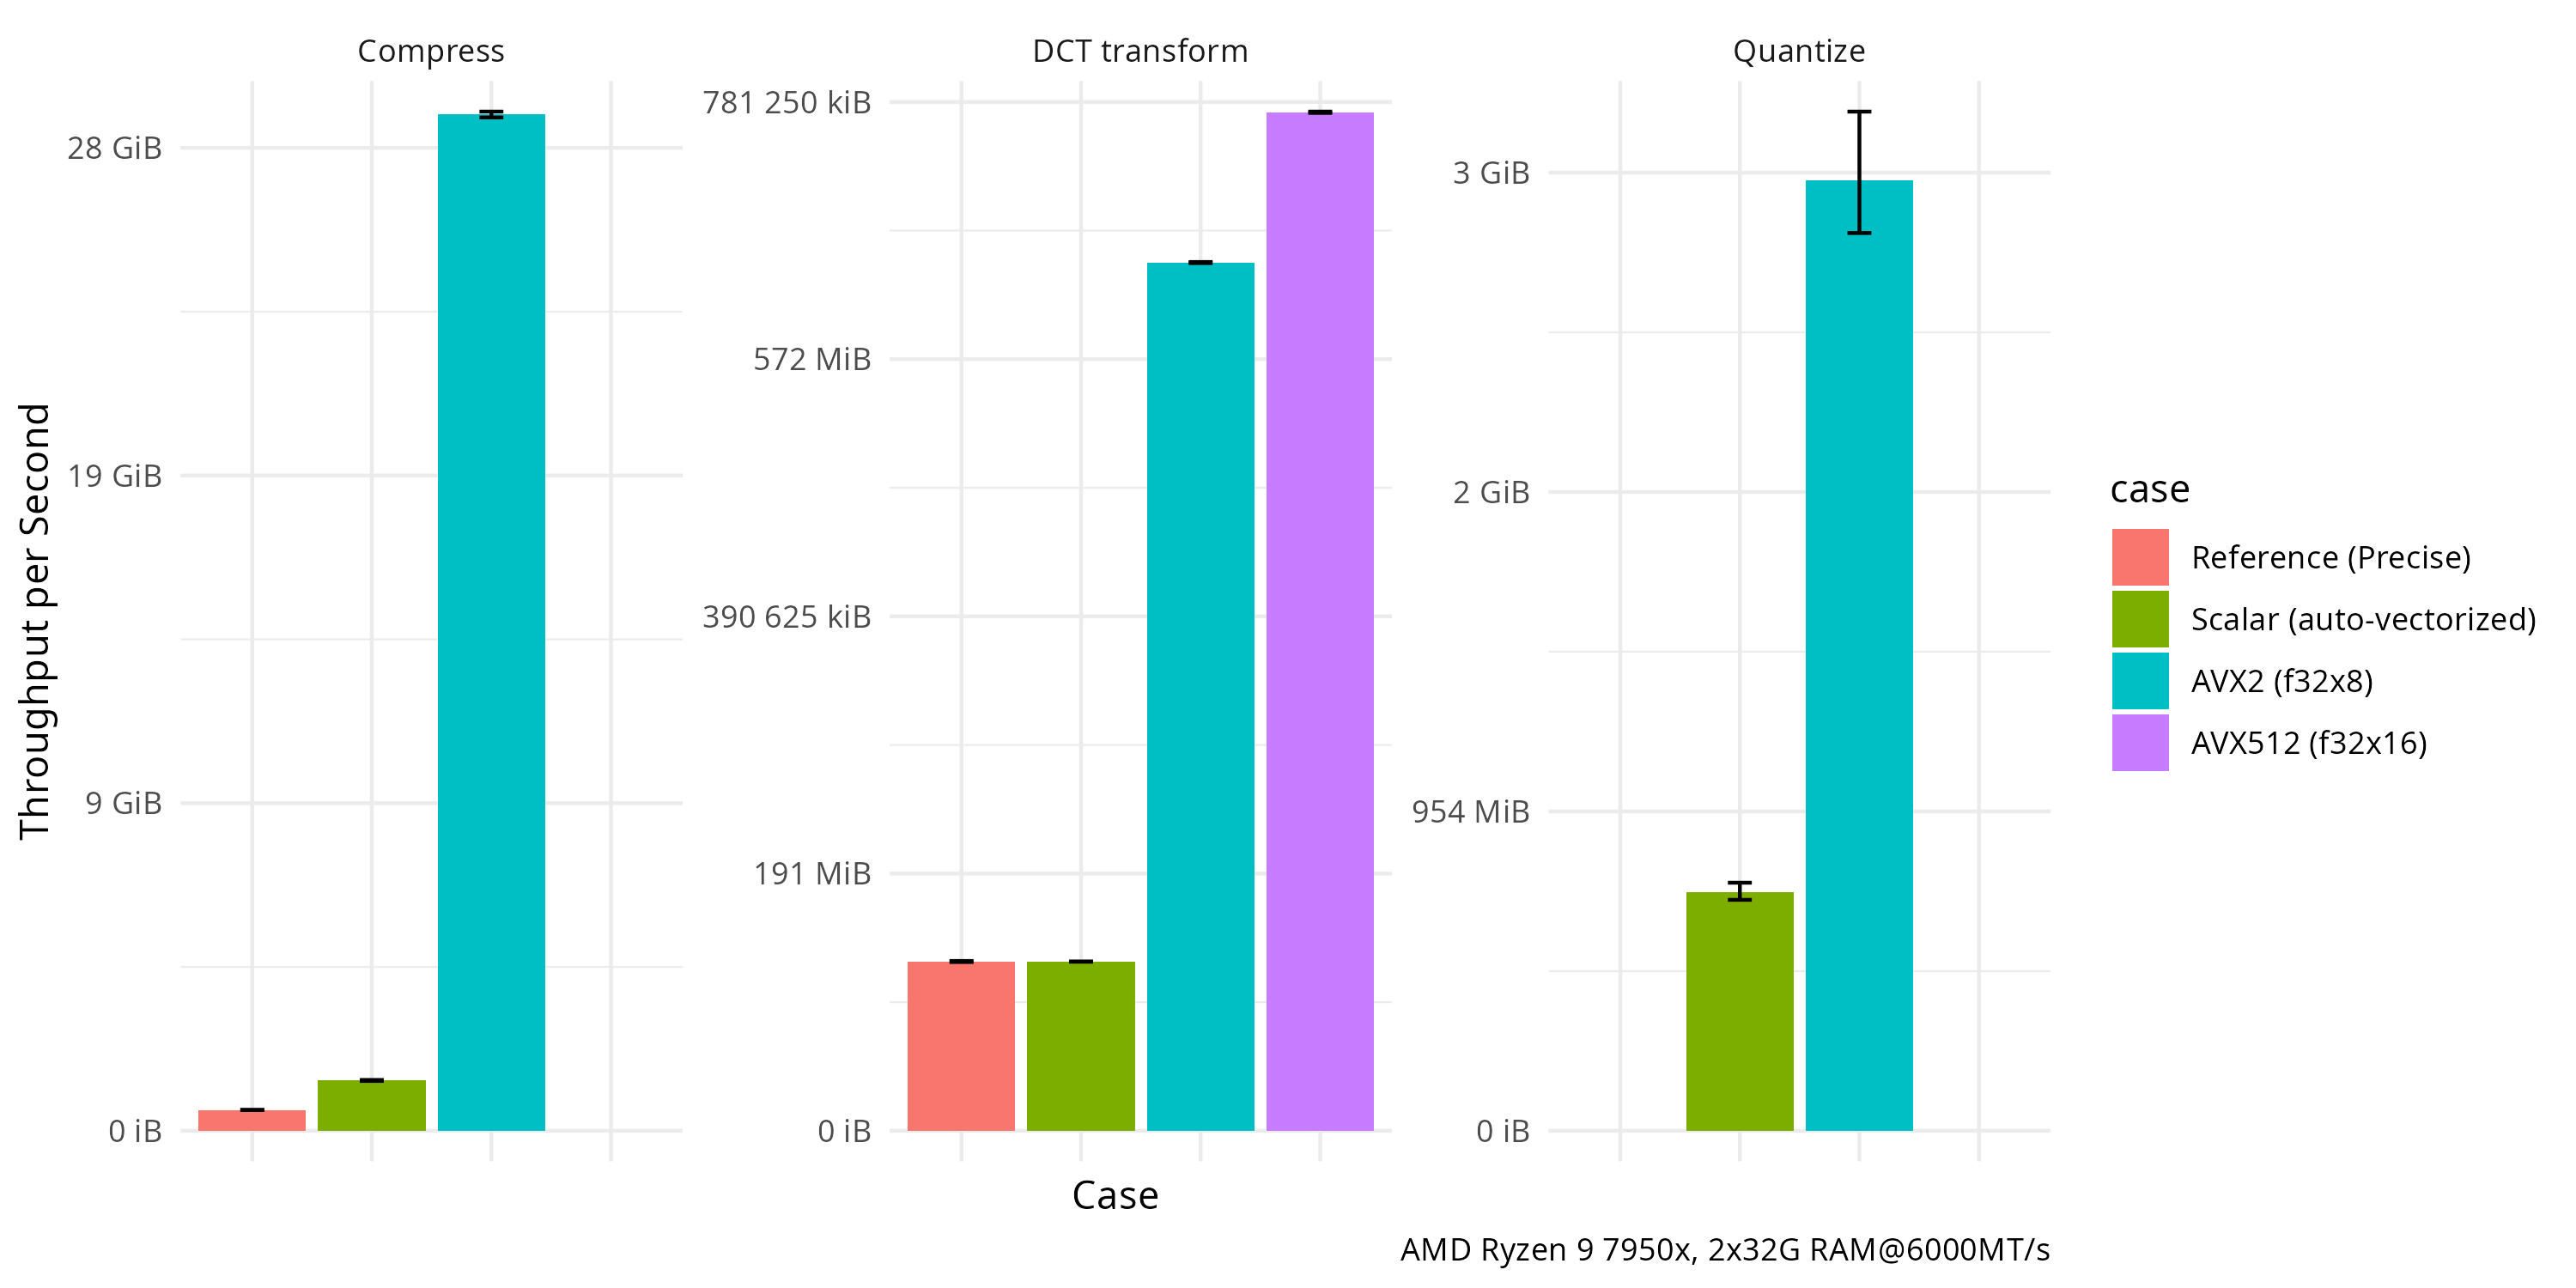 Compress
DCT transform
Quantize
Throughput per Second
28 GiB
19 GiB
9 GiB
0 iB
781 250 kiB
572 MiB
390 625 kiB
191 MiB
0 iB
3 GiB
2 GiB
954 MiB
0 iB
Case
case
Reference (Precise)
Scalar (auto-vectorized)
AVX2 (f32x8)
AVX512 (f32x16)
AMD Ryzen 9 7950x, 2x32G RAM@6000MT/s